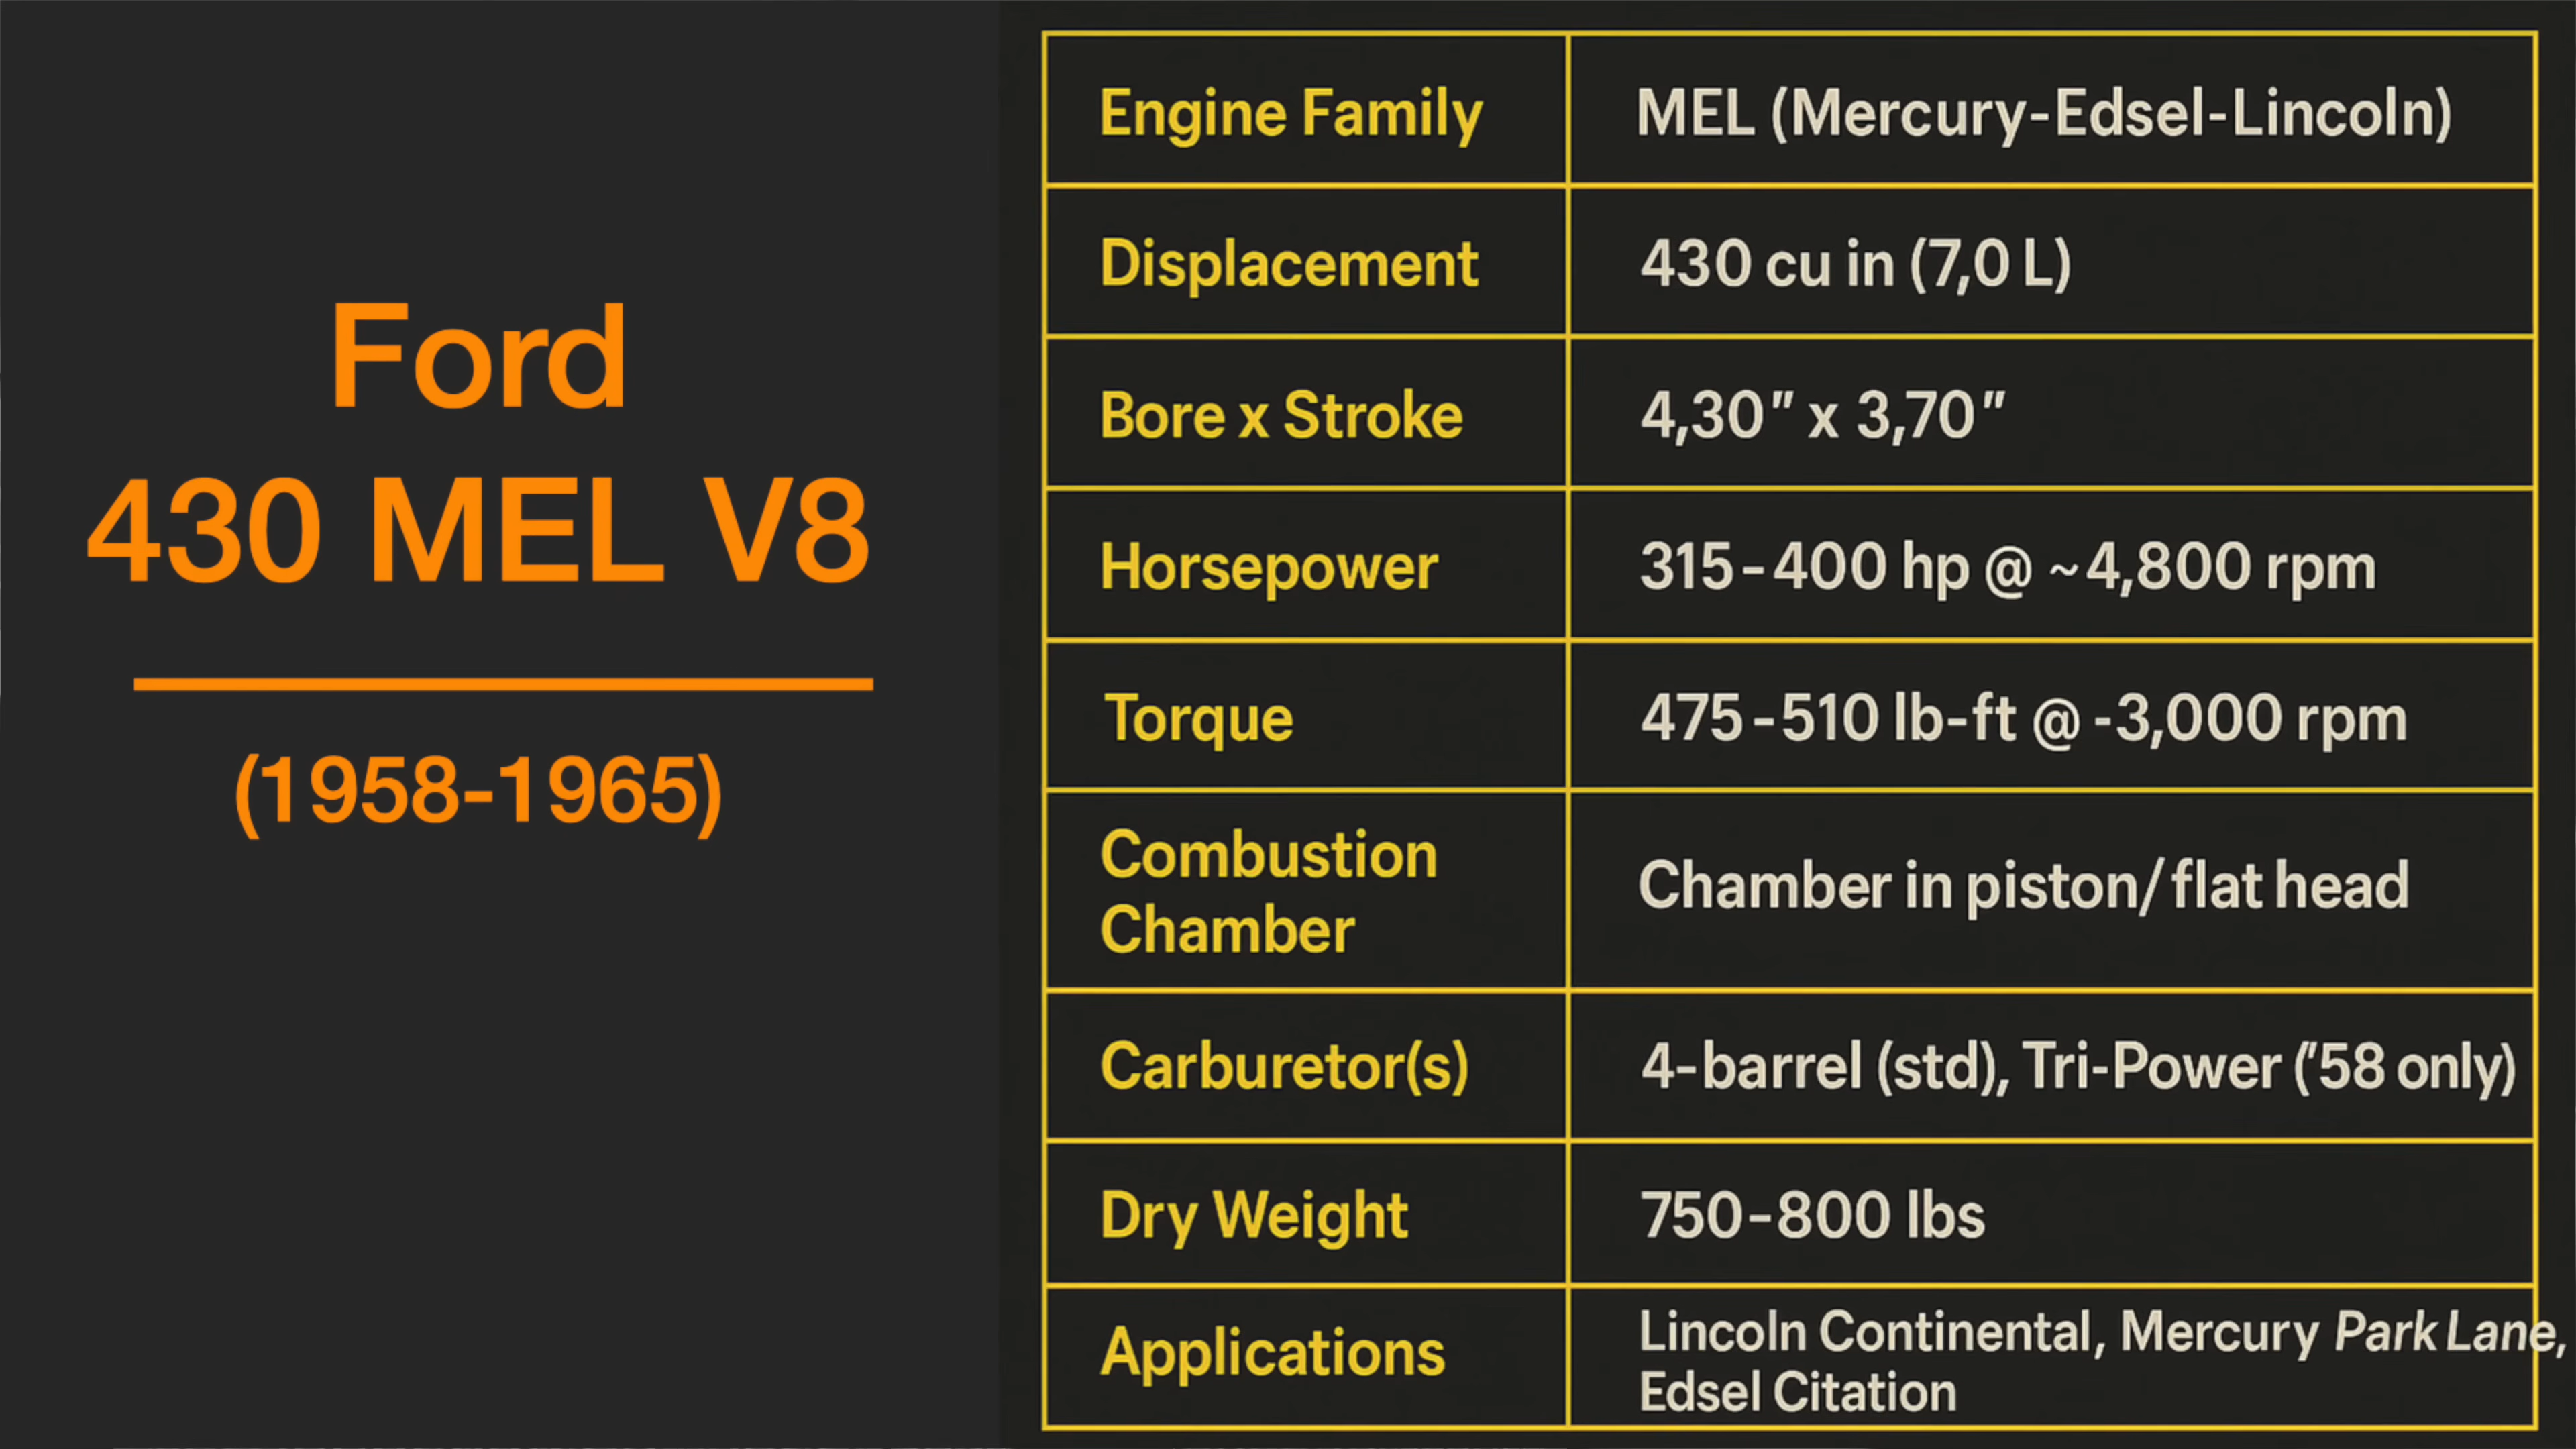 Ford
430 MEL V8
(1958-1965)
Engine Family
MEL (Mercury-Edsel-Lincoln)
Displacement
430 cu in (7,0 L)
Bore x Stroke
4,30" x 3,70"
Horsepower
315-400 hp @ ~4,800 rpm
Torque
475-510 lb-ft @ -3,000 rpm
Combustion
Chamber
Chamber in piston/flat head
Carburetor(s)
4-barrel (std), Tri-Power ('58 only)
Dry Weight
750-800 lbs
Applications
Lincoln Continental, Mercury Park Lane,
Edsel Citation